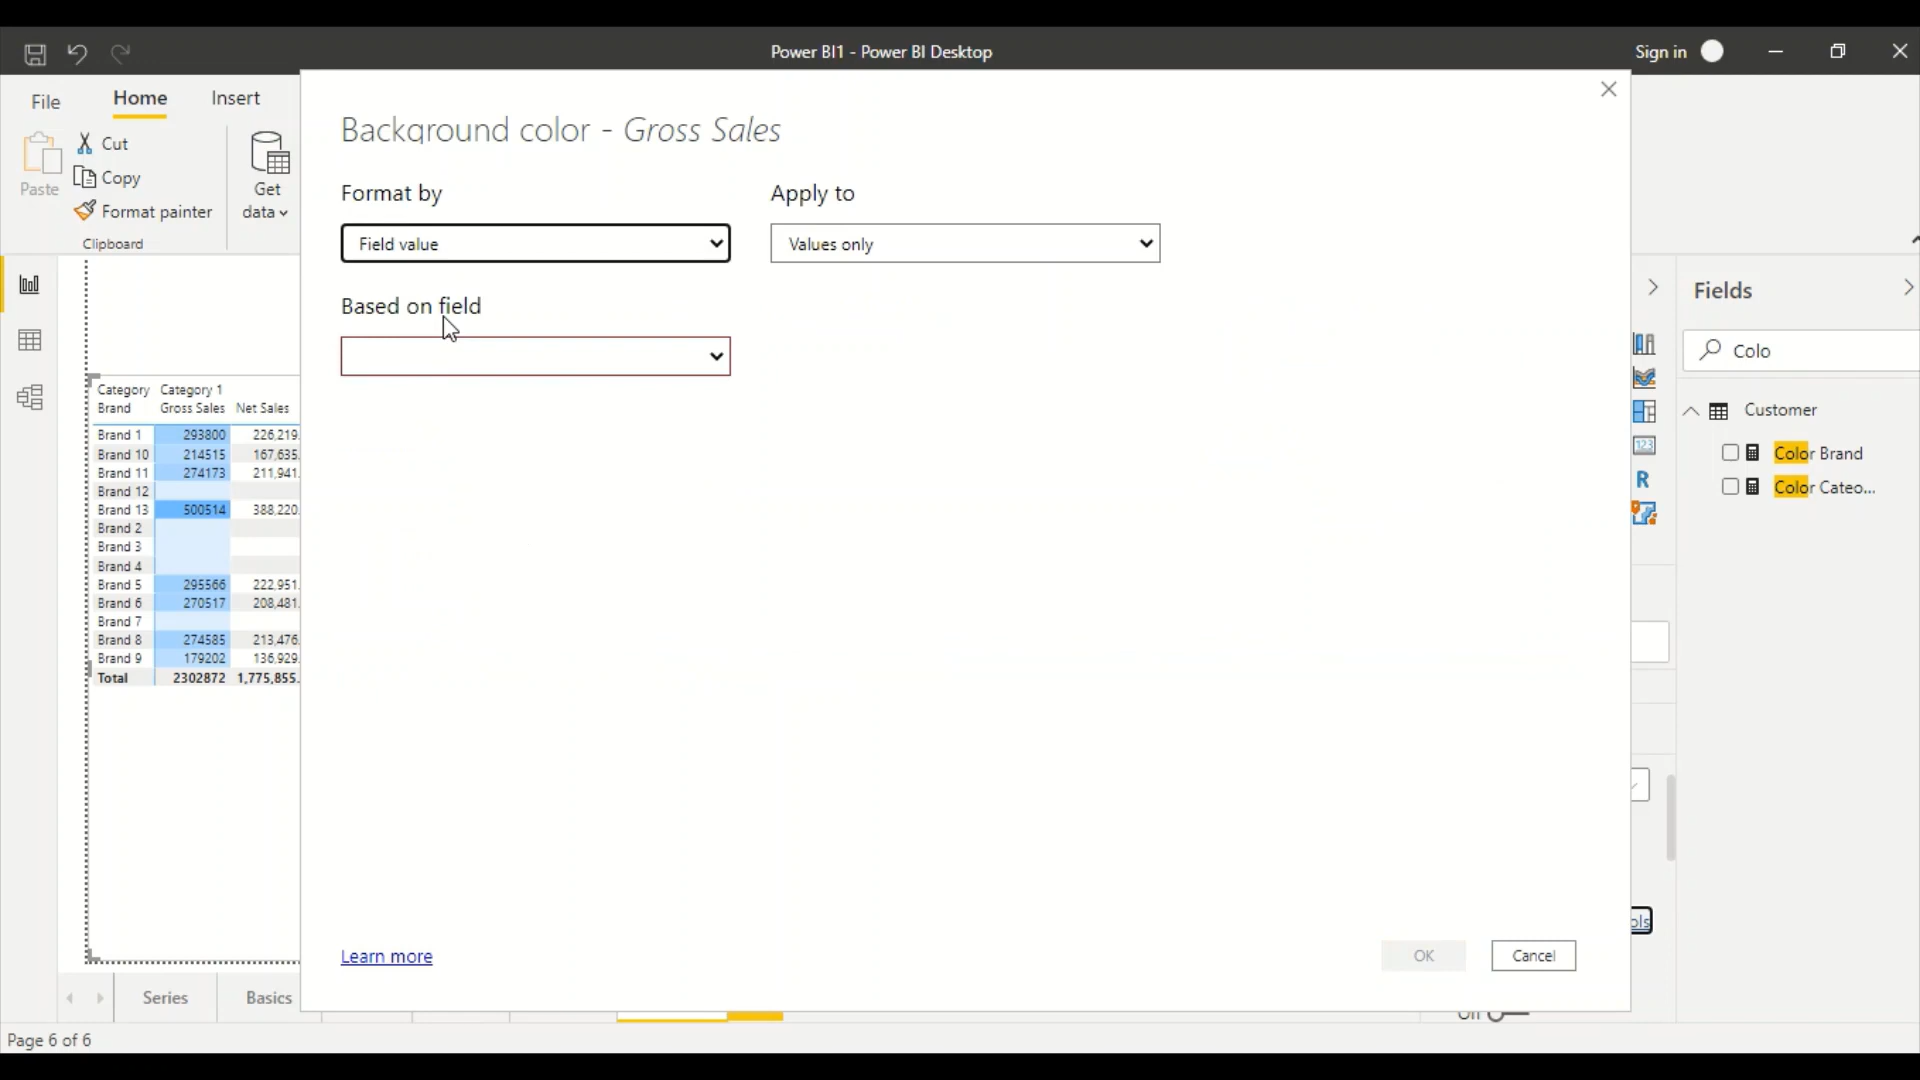 Power BI1 - Power BI Desktop
Sign in
File
Home
Insert
Paste
Cut
Copy
Format painter
Clipboard
Get
data
Background color - Gross Sales
Format by
Apply to
Field value
Values only
Based on field
Fields
Colo
Customer
Color Brand
Color Cateo...
R
123
Category Category 1
Brand Gross Sales Net Sales
Brand 1 293800 226,219.
Brand 10 214515 167,635.
Brand 11 274173 211,941.
Brand 12
Brand 13 500514 388,220.
Brand 2
Brand 3
Brand 4
Brand 5 295566 222,951.
Brand 6 270517 208,481.
Brand 7
Brand 8 274585 213,476.
Brand 9 179202 136,929.
Total 2302872 1,775,855.
ols
Learn more
OK
Cancel
Series
Basics
Off
Page 6 of 6